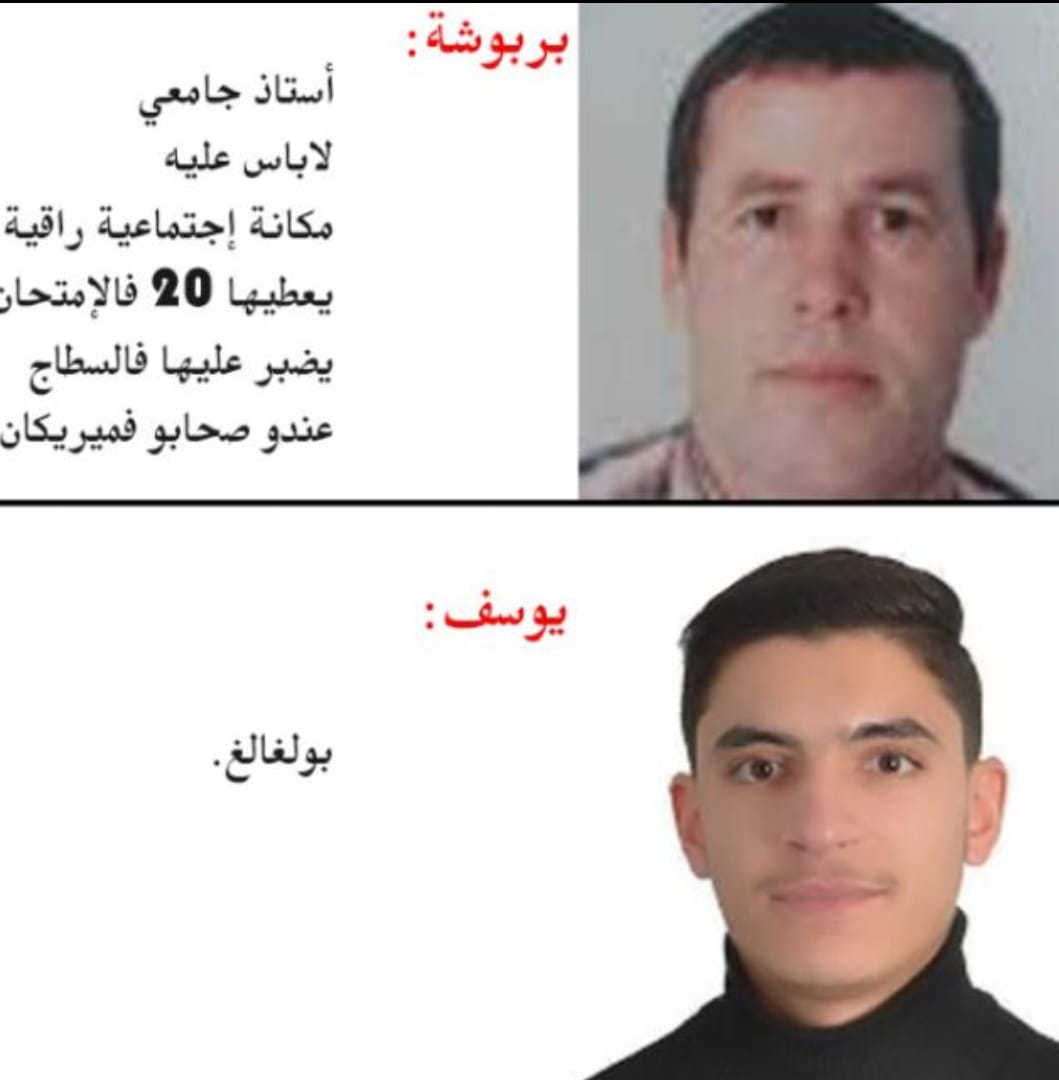 بربوشة:
أستاذ جامعي
لاباس عليه
مكانة إجتماعية راقية
يعطيها 20 فالإمتحان
يضبر عليها فالسطاج
عندو صحابو فميريكان
يوسف:
بولغالغ.